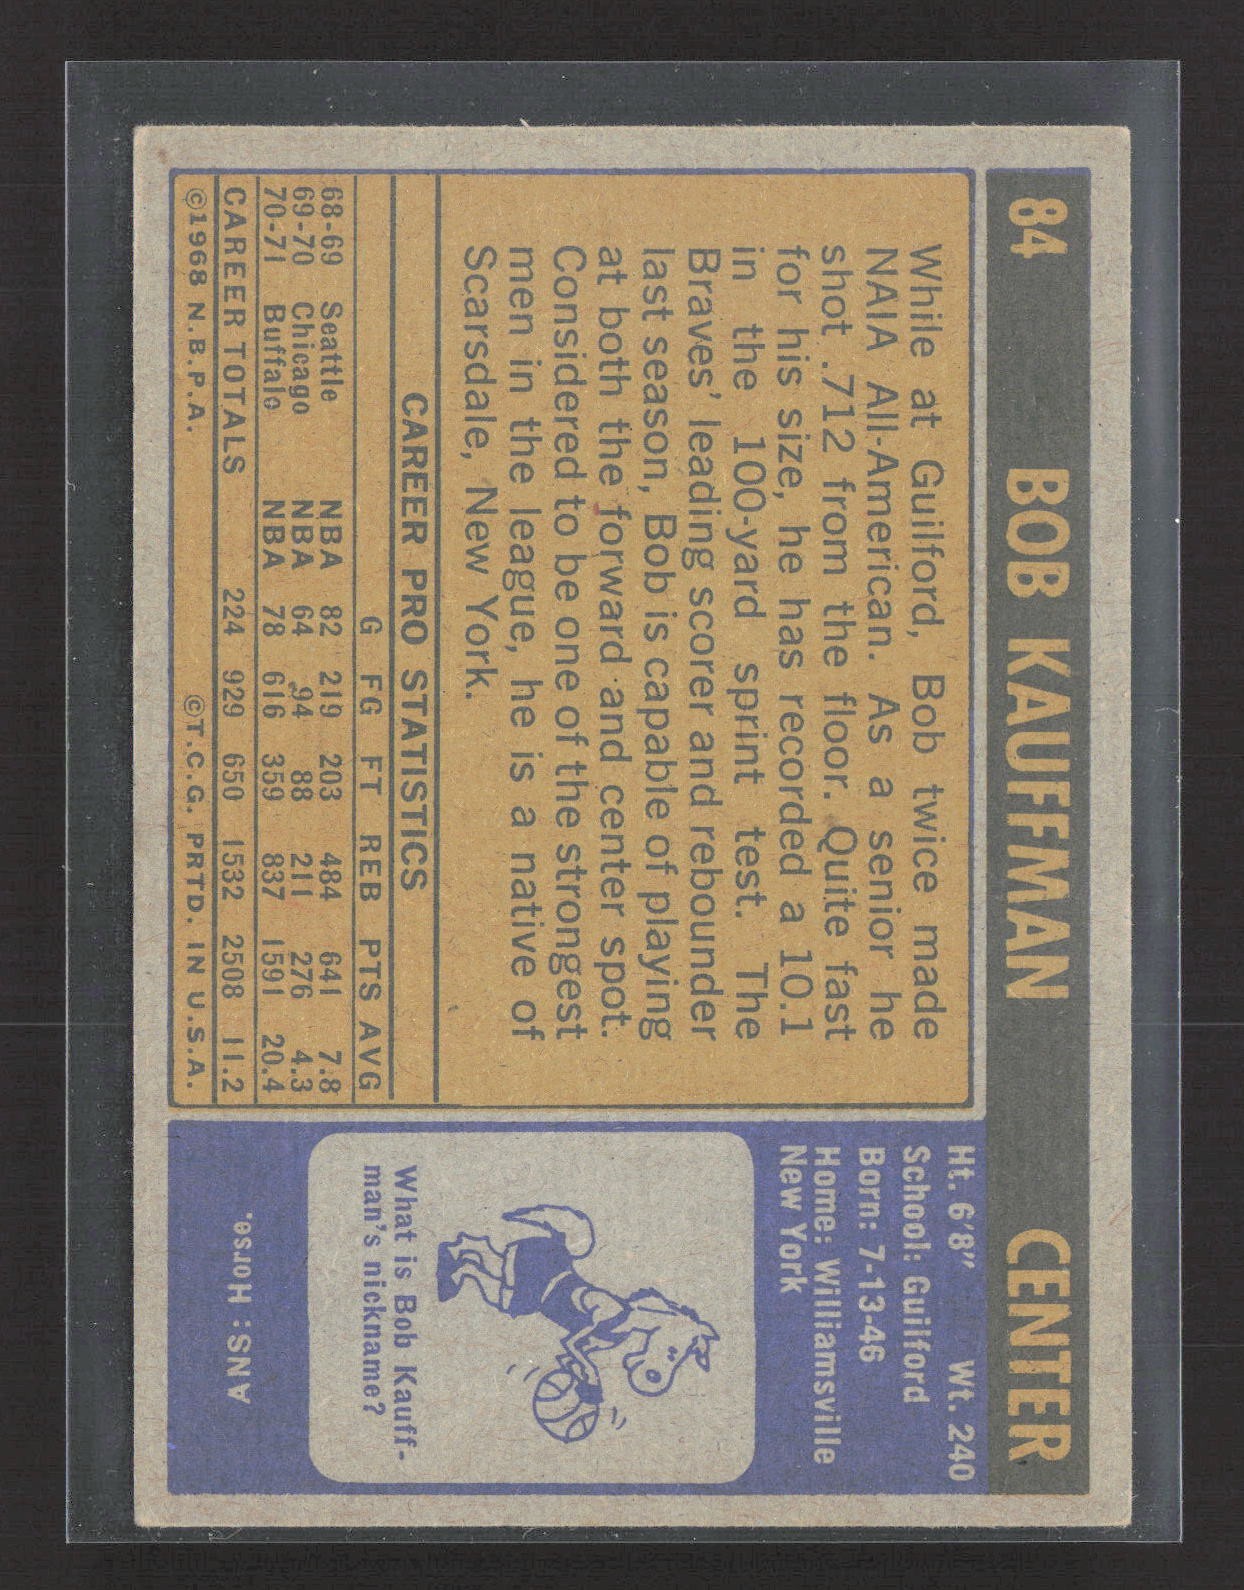 84 BOB KAUFFMAN CENTER
While at Guilford, Bob twice made
NAIA All-American. As a senior he
shot .712 from the floor. Quite fast
for his size, he has recorded a 10.1
in the 100-yard sprint test. The
Braves' leading scorer and rebounder
last season, Bob is capable of playing
at both the forward and center spot.
Considered to be one of the strongest
men in the league, he is a native of
Scarsdale, New York.
CAREER PRO STATISTICS
G FG FT REB PTS AVG
68-69 Seattle NBA 82 219 203 484 641 7.8
69-70 Chicago NBA 64 94 88 211 276 4.3
70-71 Buffalo NBA 78 616 359 837 1591 20.4
CAREER TOTALS 224 929 650 1532 2508 11.2
©1968 N.B.P.A. ©T.C.G. PRTD. IN U.S.A.
Ht. 6'8" Wt. 240
School: Guilford
Born: 7-13-46
Home: Williamsville
New York
What is Bob Kauff-
man's nickname?
ANS: Horse.